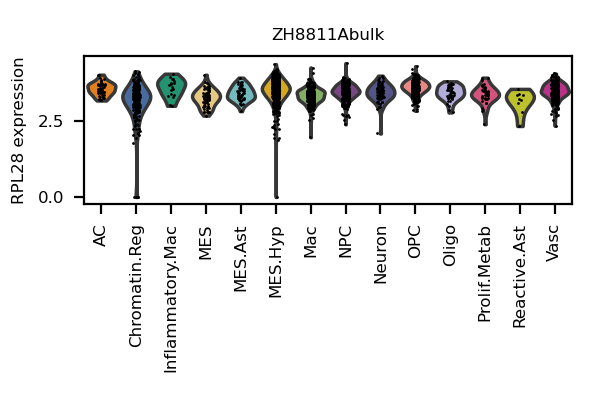 ZH8811Abulk
RPL28 expression
2.5
0.0
AC
Chromatin.Reg
Inflammatory.Mac
MES
MES.Ast
MES.Hyp
Mac
NPC
Neuron
OPC
Oligo
Prolif.Metab
Reactive.Ast
Vasc